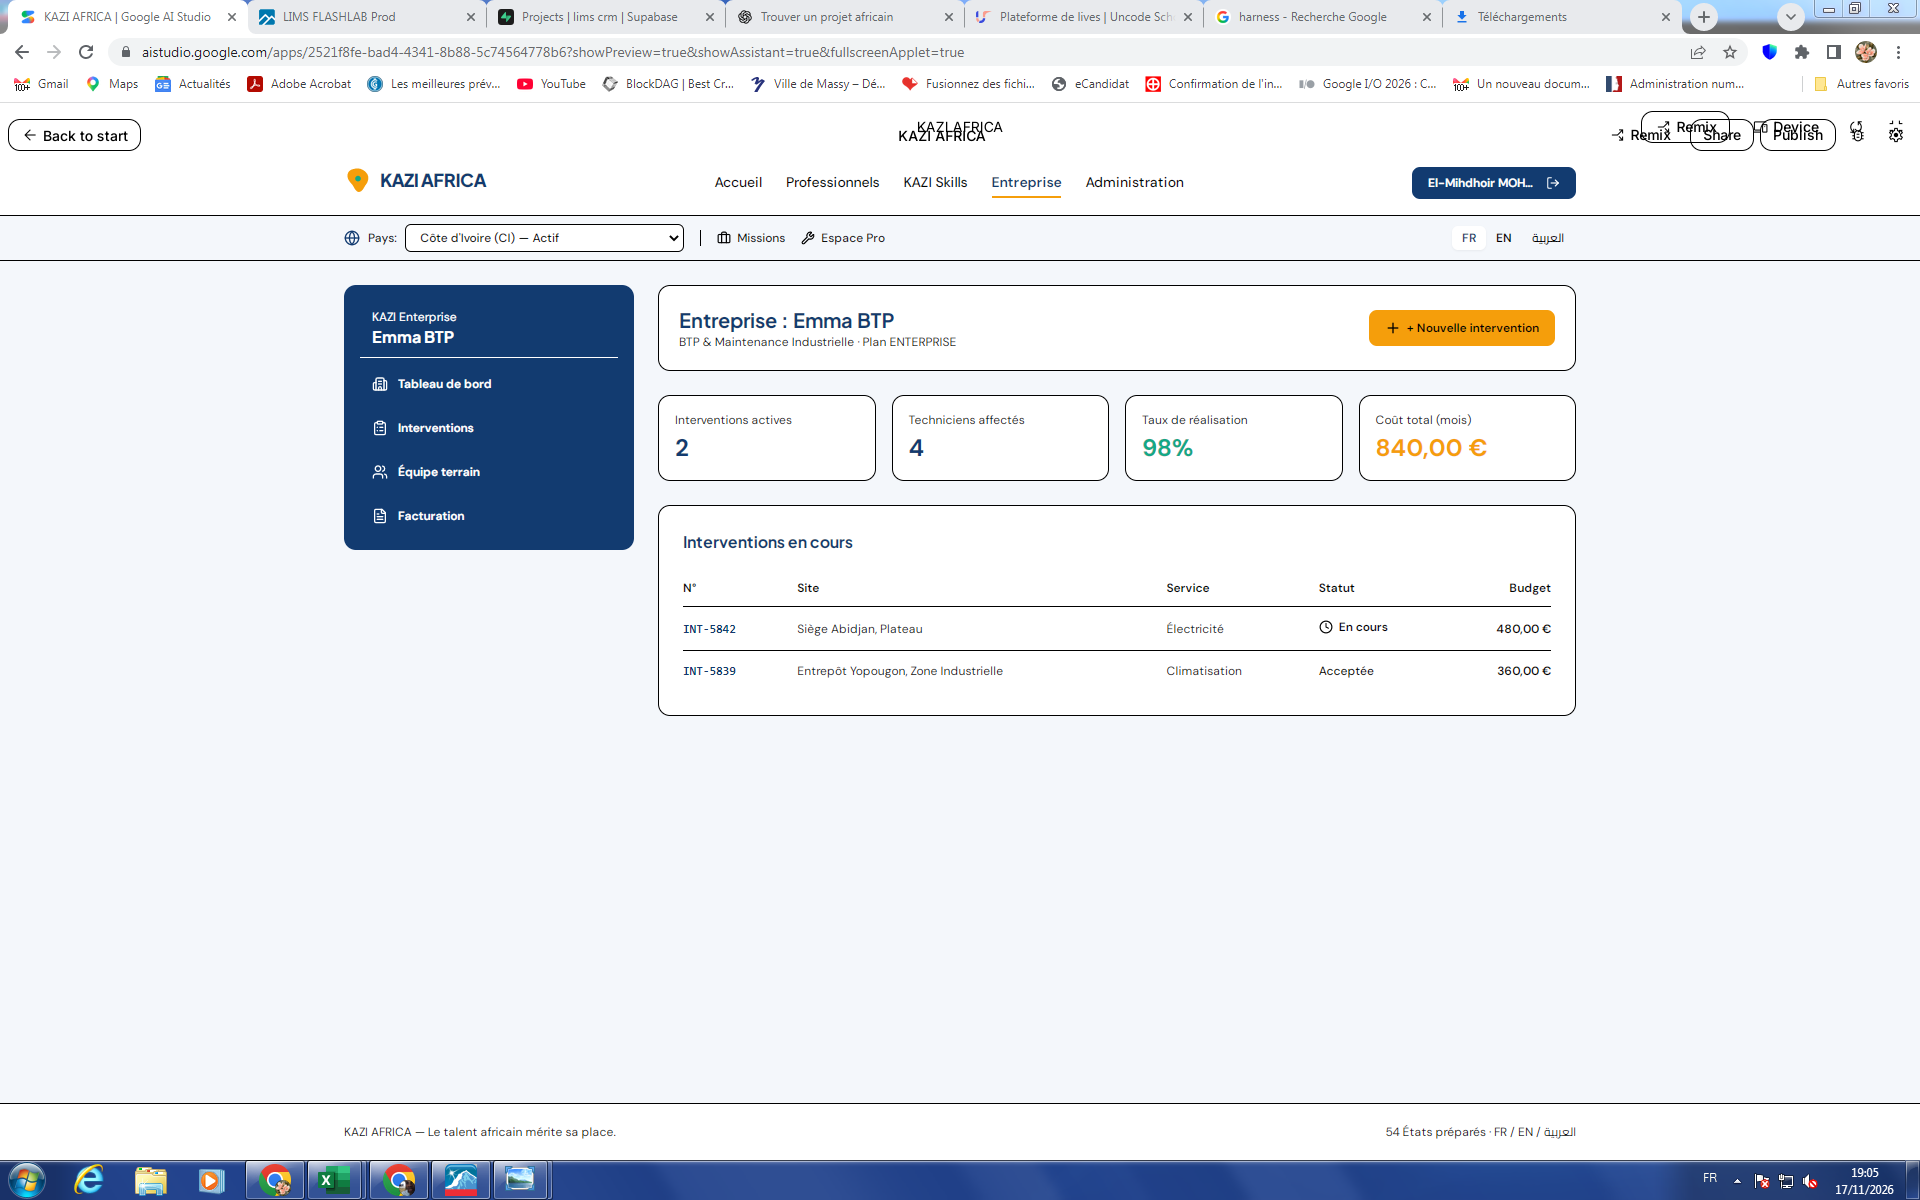 KAZI AFRICA | Google AI Studio
LIMS FLASHLAB Prod
Projects | lims crm | Supabase
Trouver un projet africain
Plateforme de lives | Uncode Sch
harness - Recherche Google
Téléchargements
aistudio.google.com/apps/2521f8fe-bad4-4341-8b88-5c74564778b6?showPreview=true&showAssistant=true&fullscreenApplet=true
Gmail
Maps
Actualités
Adobe Acrobat
Les meilleures prév...
YouTube
BlockDAG | Best Cr...
Ville de Massy – Dé...
Fusionnez des fichi...
eCandidat
Confirmation de l'in...
Google I/O 2026 : C...
Un nouveau docum...
Administration num...
Autres favoris
Back to start
KAZI AFRICA
KAZI AFRICA
Remix
Device
Remix
Share
Publish
KAZI AFRICA
Accueil
Professionnels
KAZI Skills
Entreprise
Administration
El-Mihdhoir MOH...
Pays:
Côte d'Ivoire (CI) — Actif
Missions
Espace Pro
FR
EN
العربية
KAZI Enterprise
Emma BTP
Tableau de bord
Interventions
Équipe terrain
Facturation
Entreprise : Emma BTP
BTP & Maintenance Industrielle · Plan ENTERPRISE
+ Nouvelle intervention
Interventions actives
2
Techniciens affectés
4
Taux de réalisation
98%
Coût total (mois)
840,00 €
Interventions en cours
N° Site Service Statut Budget
INT-5842 Siège Abidjan, Plateau Électricité En cours 480,00 €
INT-5839 Entrepôt Yopougon, Zone Industrielle Climatisation Acceptée 360,00 €
KAZI AFRICA — Le talent africain mérite sa place.
54 États préparés · FR / EN / العربية
FR
19:05
17/11/2026